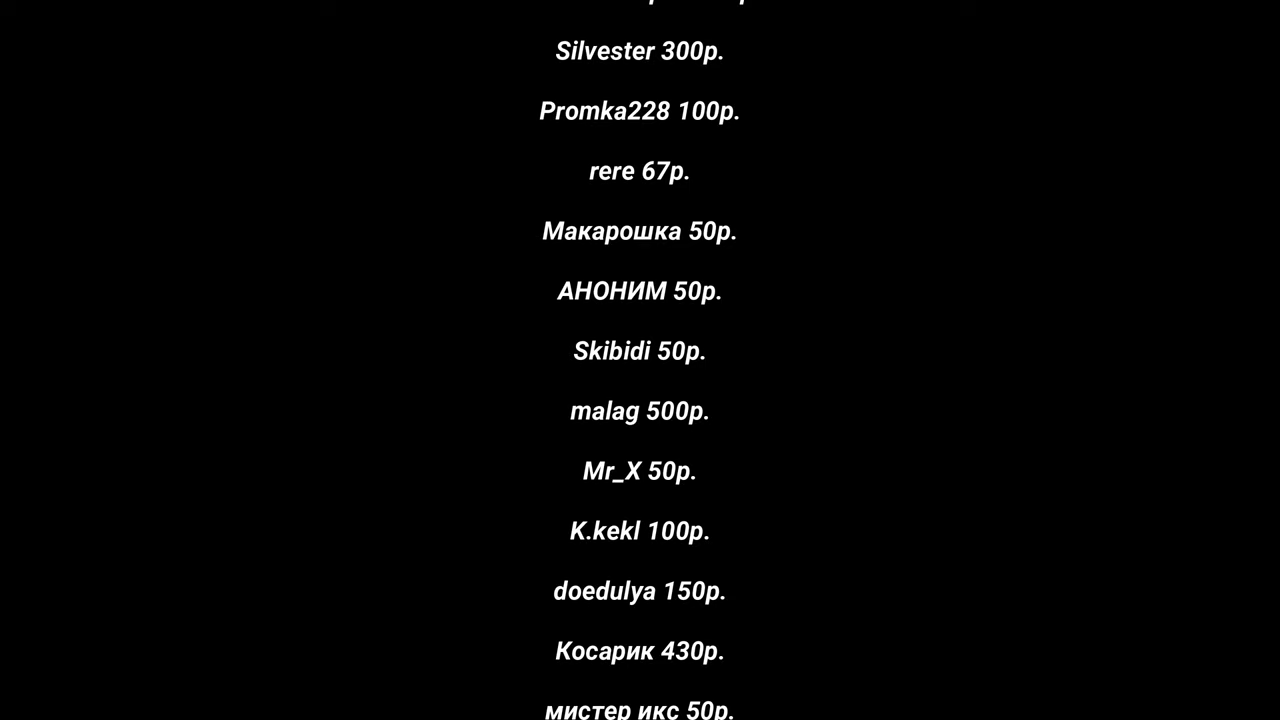 Silvester 300р.
Promka228 100р.
rere 67р.
Макарошка 50р.
АНОНИМ 50р.
Skibidi 50р.
malag 500р.
Mr_X 50р.
K.kekl 100р.
doedulya 150р.
Косарик 430р.
мистер икс 50р.